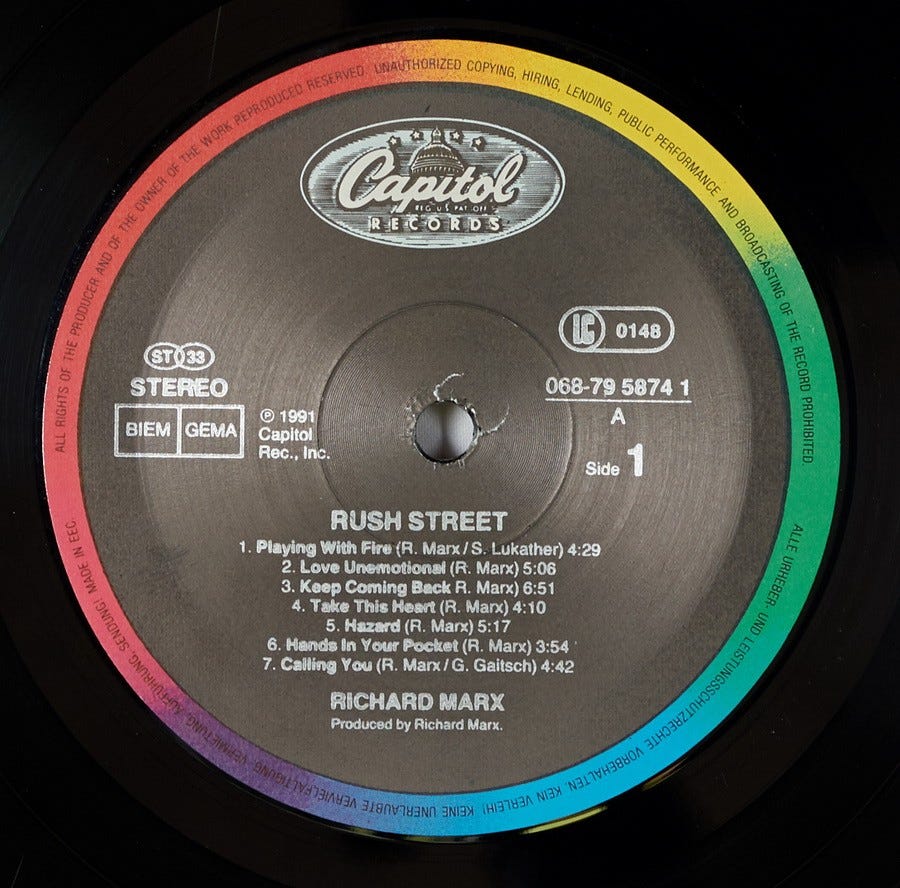 ALL RIGHTS OF THE PRODUCER AND OF THE OWNER OF THE WORK REPRODUCED RESERVED. UNAUTHORIZED COPYING, HIRING, LENDING, PUBLIC PERFORMANCE AND BROADCASTING OF THE RECORD PROHIBITED.
Capitol
REG. U.S. PAT. OFF.
RECORDS
LC 0148
ST 33
STEREO
BIEM GEMA
℗ 1991
Capitol
Rec., Inc.
068-79 5874 1
A
Side 1
RUSH STREET
1. Playing With Fire (R. Marx / S. Lukather) 4:29
2. Love Unemotional (R. Marx) 5:06
3. Keep Coming Back R. Marx) 6:51
4. Take This Heart (R. Marx) 4:10
5. Hazard (R. Marx) 5:17
6. Hands In Your Pocket (R. Marx) 3:54
7. Calling You (R. Marx / G. Gaitsch) 4:42
RICHARD MARX
Produced by Richard Marx.
ALLE URHEBER- UND LEISTUNGSSCHUTZRECHTE VORBEHALTEN. KEIN VERLEIH! KEINE UNERLAUBTE VERVIELFÄLTIGUNG, VERMIETUNG, AUFFÜHRUNG, SENDUNG! MADE IN EEC.